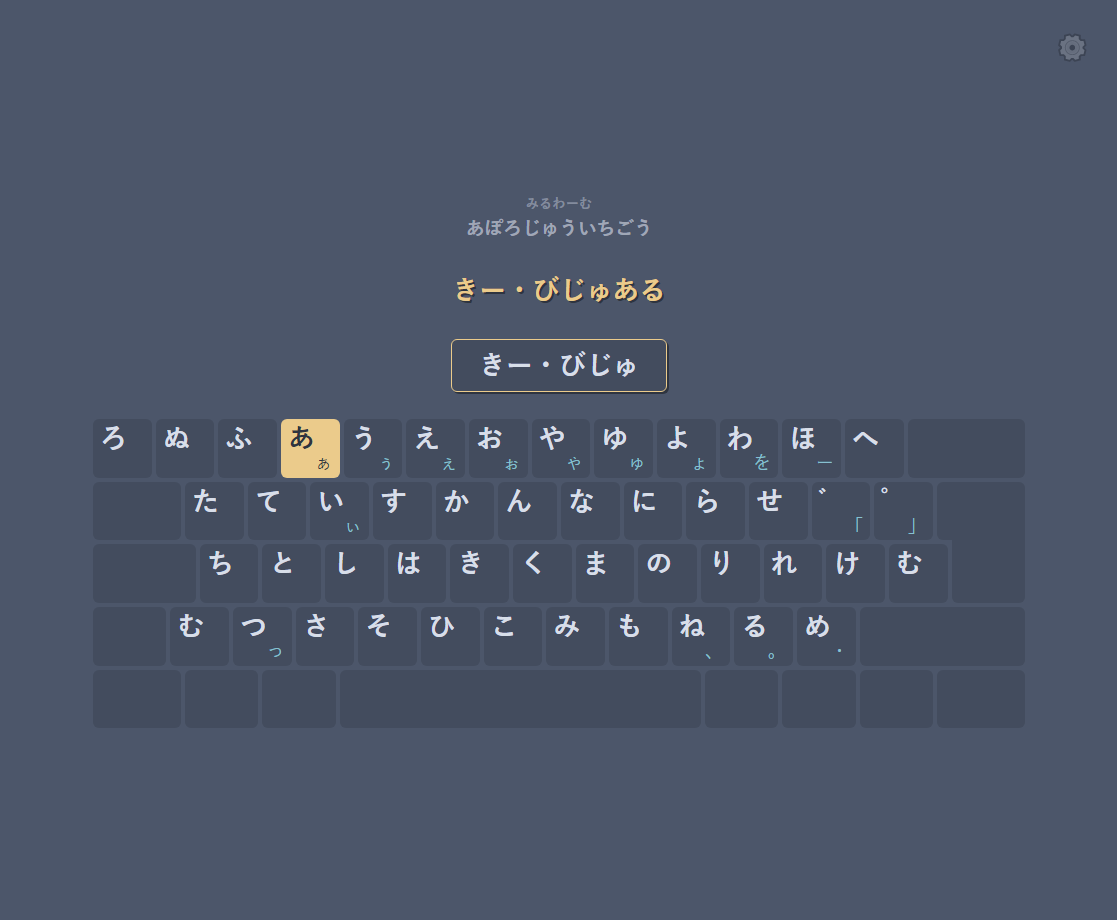 みるわーむ
あぽろじゅういちごう
きー・びじゅある
きー・びじゅ
ろ ぬ ふ あ ぁ う ぅ え ぇ お ぉ や ゃ ゆ ゅ よ ょ わ を ほ ー へ
た て い ぃ す か ん な に ら せ ゛ 「 ゜ 」
ち と し は き く ま の り れ け む
む つ っ さ そ ひ こ み も ね 、 る 。 め ・